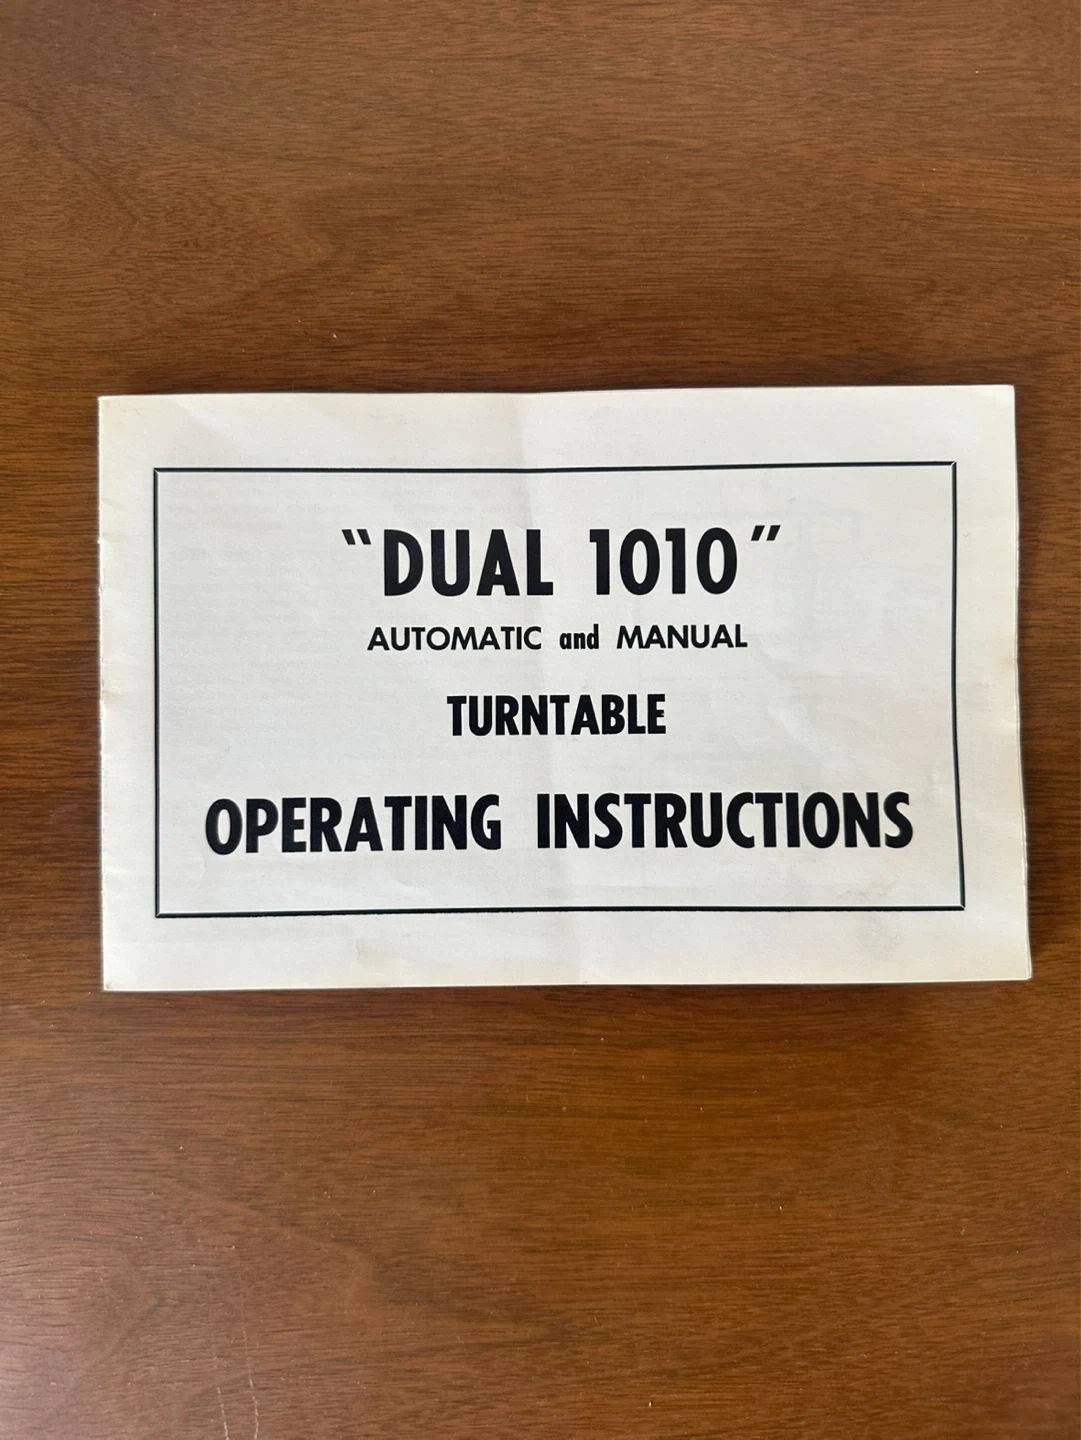 "DUAL 1010"
AUTOMATIC and MANUAL
TURNTABLE
OPERATING INSTRUCTIONS